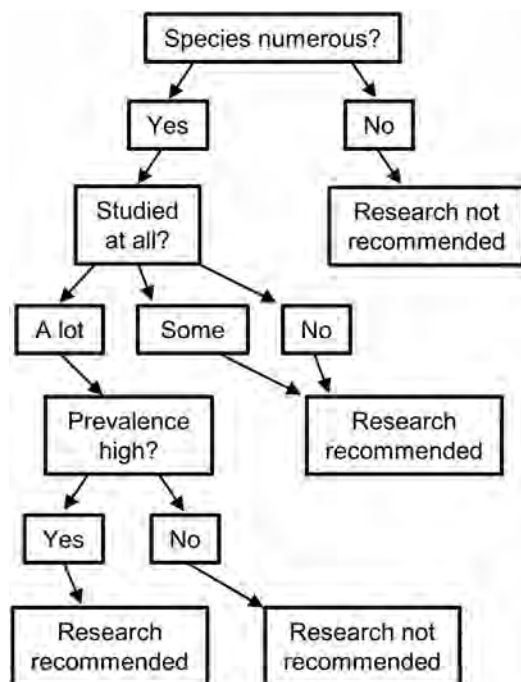 Species numerous?
Yes
No
Studied
at all?
Research not
recommended
A lot
Some
No
Prevalence
high?
Research
recommended
Yes
No
Research
recommended
Research not
recommended